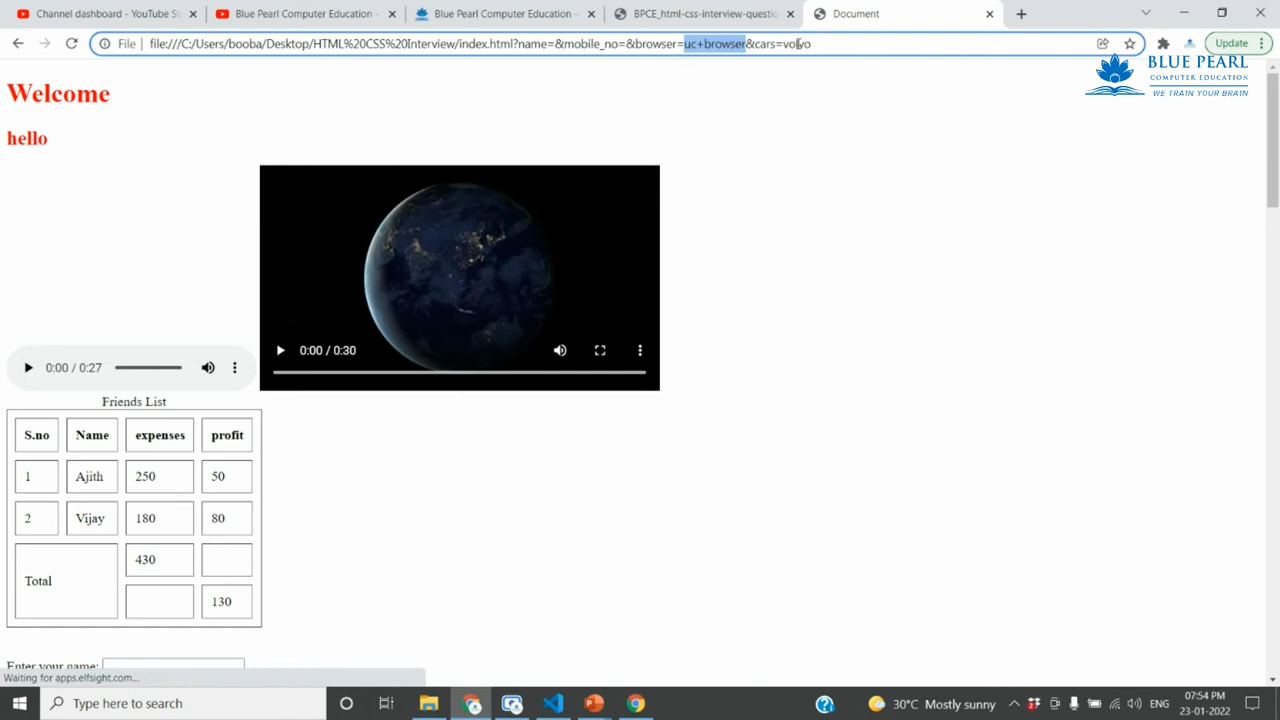 Channel dashboard - YouTube St
Blue Pearl Computer Education -
Blue Pearl Computer Education -
BPCE_html-css-interview-questio
Document
File
file:///C:/Users/booba/Desktop/HTML%20CSS%20Interview/index.html?name=&mobile_no=&browser=uc+browser&cars=volvo
Update
BLUE PEARL
COMPUTER EDUCATION
WE TRAIN YOUR BRAIN
Welcome
hello
0:00 / 0:30
0:00 / 0:27
Friends List
S.no Name expenses profit
1 Ajith 250 50
2 Vijay 180 80
Total 430
130
Enter your name:
Waiting for apps.elfsight.com...
Type here to search
30°C Mostly sunny
ENG
07:54 PM
23-01-2022